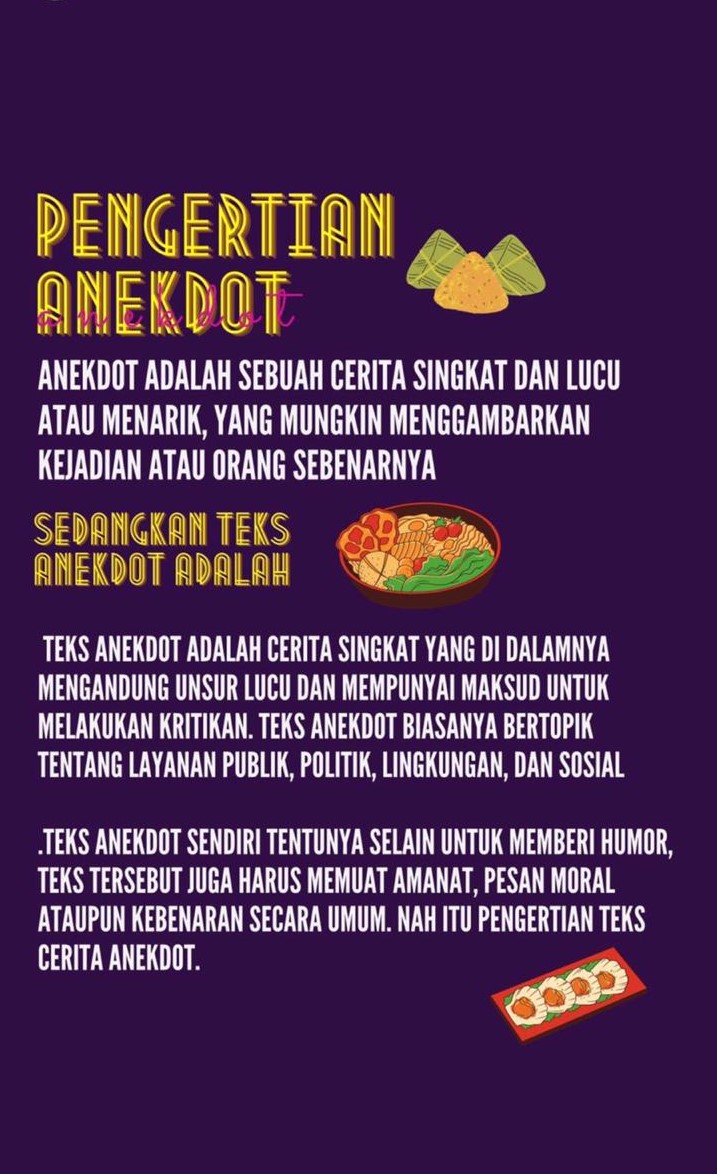 PENGERTIAN
ANEKDOT
anekdot
ANEKDOT ADALAH SEBUAH CERITA SINGKAT DAN LUCU
ATAU MENARIK, YANG MUNGKIN MENGGAMBARKAN
KEJADIAN ATAU ORANG SEBENARNYA
SEDANGKAN TEKS
ANEKDOT ADALAH
TEKS ANEKDOT ADALAH CERITA SINGKAT YANG DI DALAMNYA
MENGANDUNG UNSUR LUCU DAN MEMPUNYAI MAKSUD UNTUK
MELAKUKAN KRITIKAN. TEKS ANEKDOT BIASANYA BERTOPIK
TENTANG LAYANAN PUBLIK, POLITIK, LINGKUNGAN, DAN SOSIAL
.TEKS ANEKDOT SENDIRI TENTUNYA SELAIN UNTUK MEMBERI HUMOR,
TEKS TERSEBUT JUGA HARUS MEMUAT AMANAT, PESAN MORAL
ATAUPUN KEBENARAN SECARA UMUM. NAH ITU PENGERTIAN TEKS
CERITA ANEKDOT.